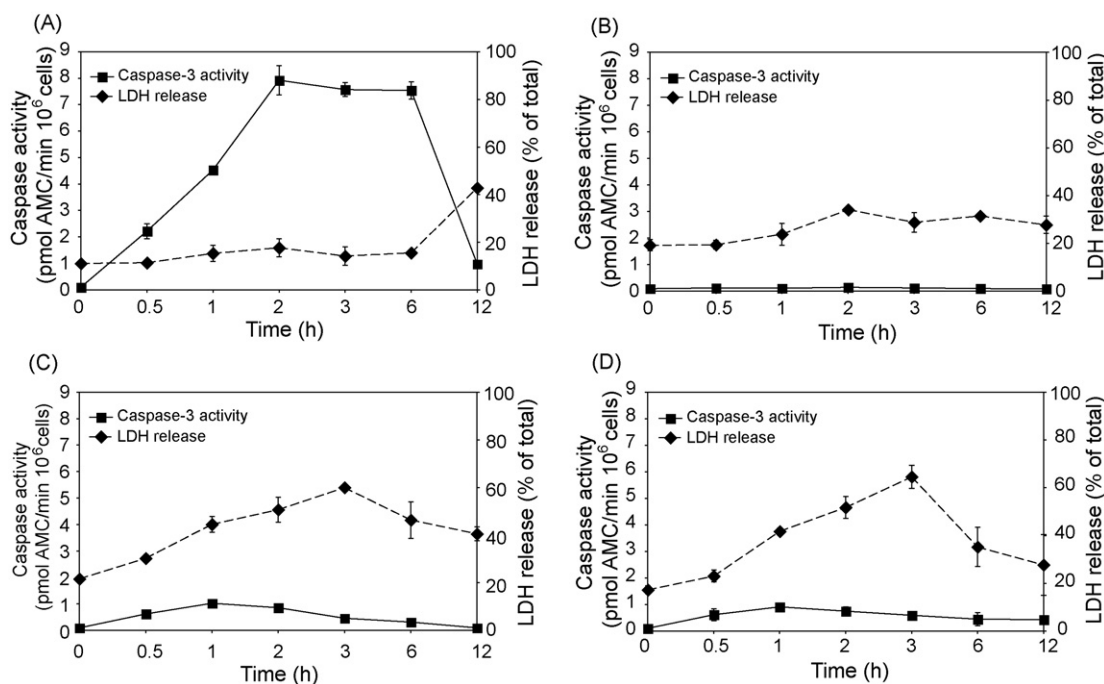 (A)
Caspase activity
(pmol AMC/min 10⁶ cells)
9
8
7
6
5
4
3
2
1
0
Caspase-3 activity
LDH release
100
80
60
40
20
0
LDH release (% of total)
0 0.5 1 2 3 6 12
Time (h)
(B)
Caspase activity
(pmol AMC/min 10⁶ cells)
9
8
7
6
5
4
3
2
1
0
Caspase-3 activity
LDH release
100
80
60
40
20
0
LDH release (% of total)
0 0.5 1 2 3 6 12
Time (h)
(C)
Caspase activity
(pmol AMC/min 10⁶ cells)
9
8
7
6
5
4
3
2
1
0
Caspase-3 activity
LDH release
100
80
60
40
20
0
LDH release (% of total)
0 0.5 1 2 3 6 12
Time (h)
(D)
Caspase activity
(pmol AMC/min 10⁶ cells)
9
8
7
6
5
4
3
2
1
0
Caspase-3 activity
LDH release
100
80
60
40
20
0
LDH release (% of total)
0 0.5 1 2 3 6 12
Time (h)